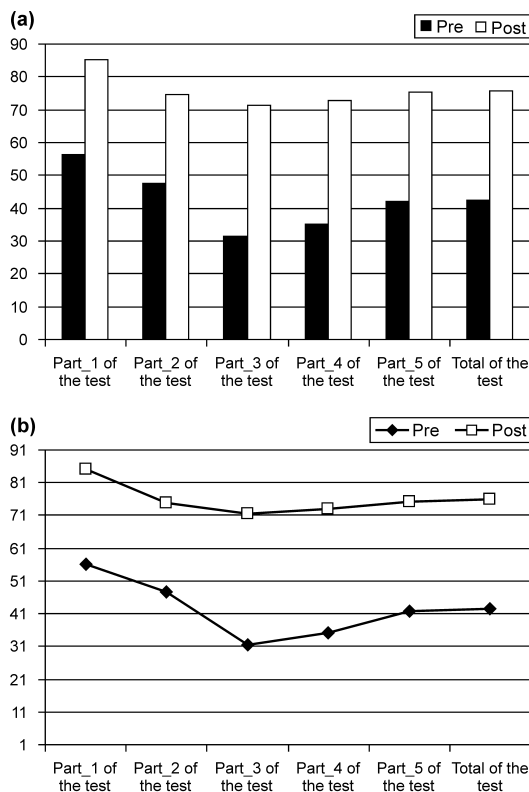 (a)
Pre Post
90
80
70
60
50
40
30
20
10
0
Part_1 of the test
Part_2 of the test
Part_3 of the test
Part_4 of the test
Part_5 of the test
Total of the test
(b)
Pre Post
91
81
71
61
51
41
31
21
11
1
Part_1 of the test
Part_2 of the test
Part_3 of the test
Part_4 of the test
Part_5 of the test
Total of the test